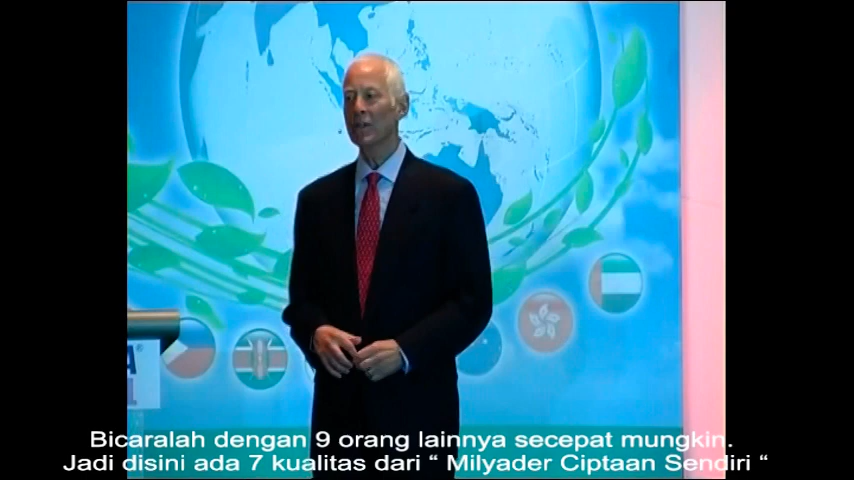 Bicaralah dengan 9 orang lainnya secepat mungkin.
Jadi disini ada 7 kualitas dari “ Milyader Ciptaan Sendiri “